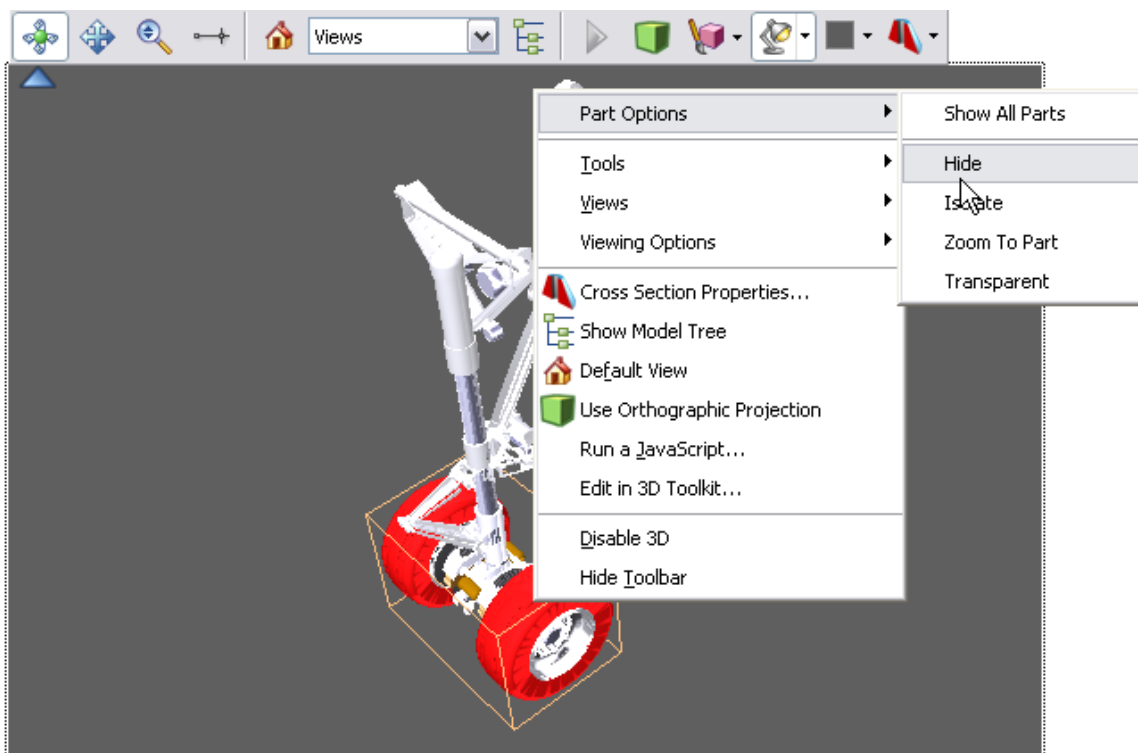 Views
Part Options
Tools
Views
Viewing Options
Cross Section Properties...
Show Model Tree
Default View
Use Orthographic Projection
Run a JavaScript...
Edit in 3D Toolkit...
Disable 3D
Hide Toolbar
Show All Parts
Hide
Isolate
Zoom To Part
Transparent